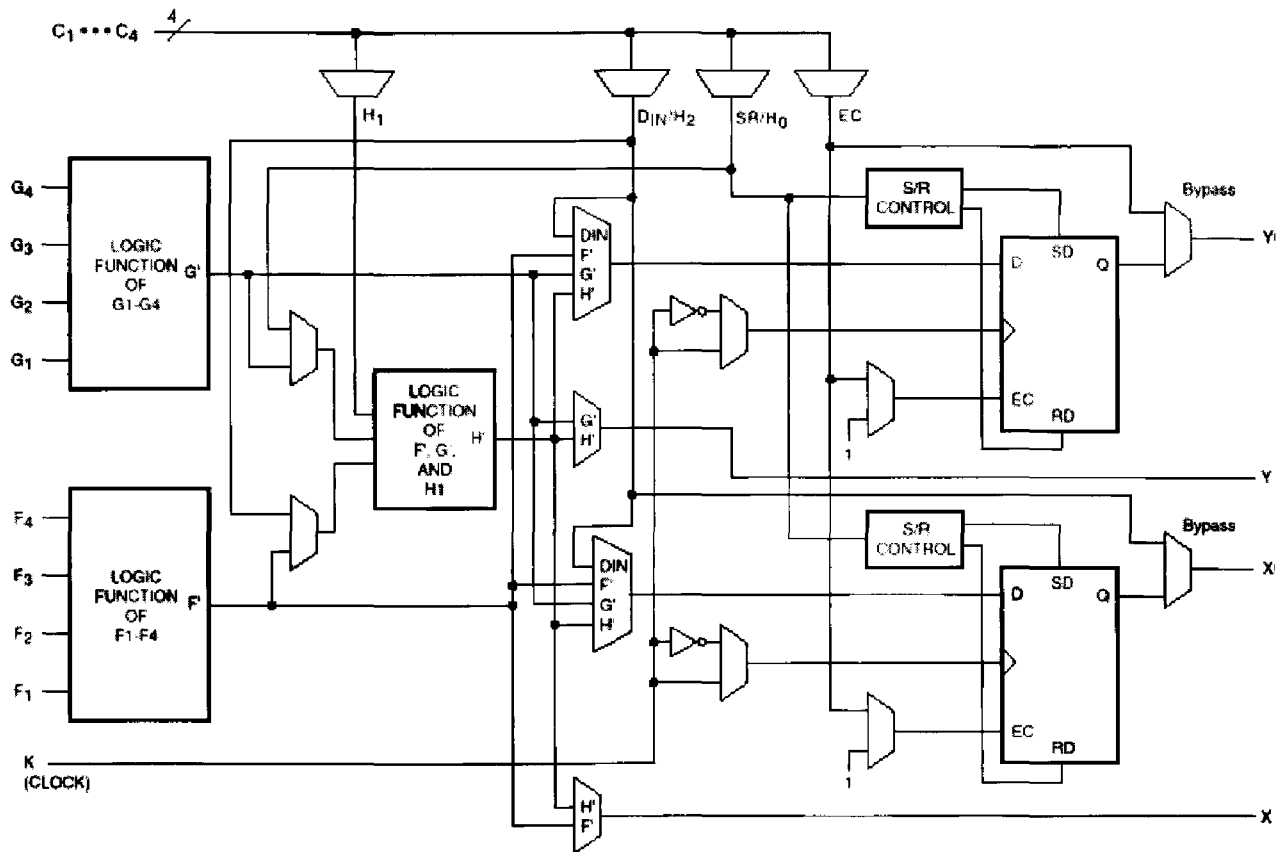 C1 ••• C4
4
H1
DIN/H2
SR/H0
EC
G4
G3
G2
G1
LOGIC
FUNCTION
OF
G1-G4
G'
DIN
F'
G'
H'
S/R
CONTROL
D
SD
Q
EC
RD
1
Bypass
LOGIC
FUNCTION
OF
F', G',
AND
H1
H'
G'
H'
Y
F4
F3
F2
F1
LOGIC
FUNCTION
OF
F1-F4
F'
DIN
F'
G'
H'
S/R
CONTROL
D
SD
Q
EC
RD
1
Bypass
K
(CLOCK)
H'
F'
X